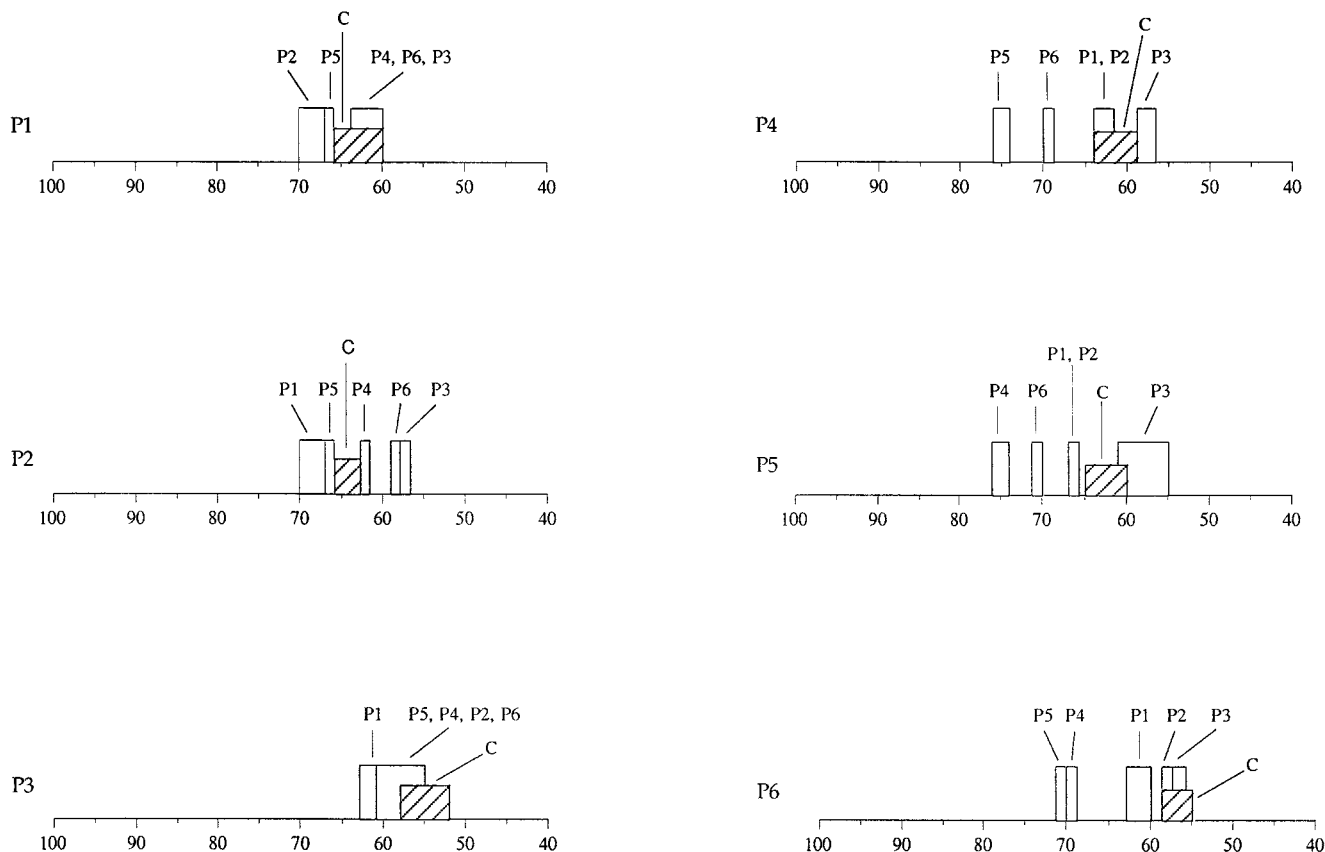 C
P2 P5 P4, P6, P3
P1
100 90 80 70 60 50 40
C
P5 P6 P1, P2 P3
P4
100 90 80 70 60 50 40
C
P1 P5 P4 P6 P3
P2
100 90 80 70 60 50 40
P1, P2
P4 P6 C P3
P5
100 90 80 70 60 50 40
P1 P5, P4, P2, P6
C
P3
100 90 80 70 60 50 40
P5 P4 P1 P2 P3
C
P6
100 90 80 70 60 50 40